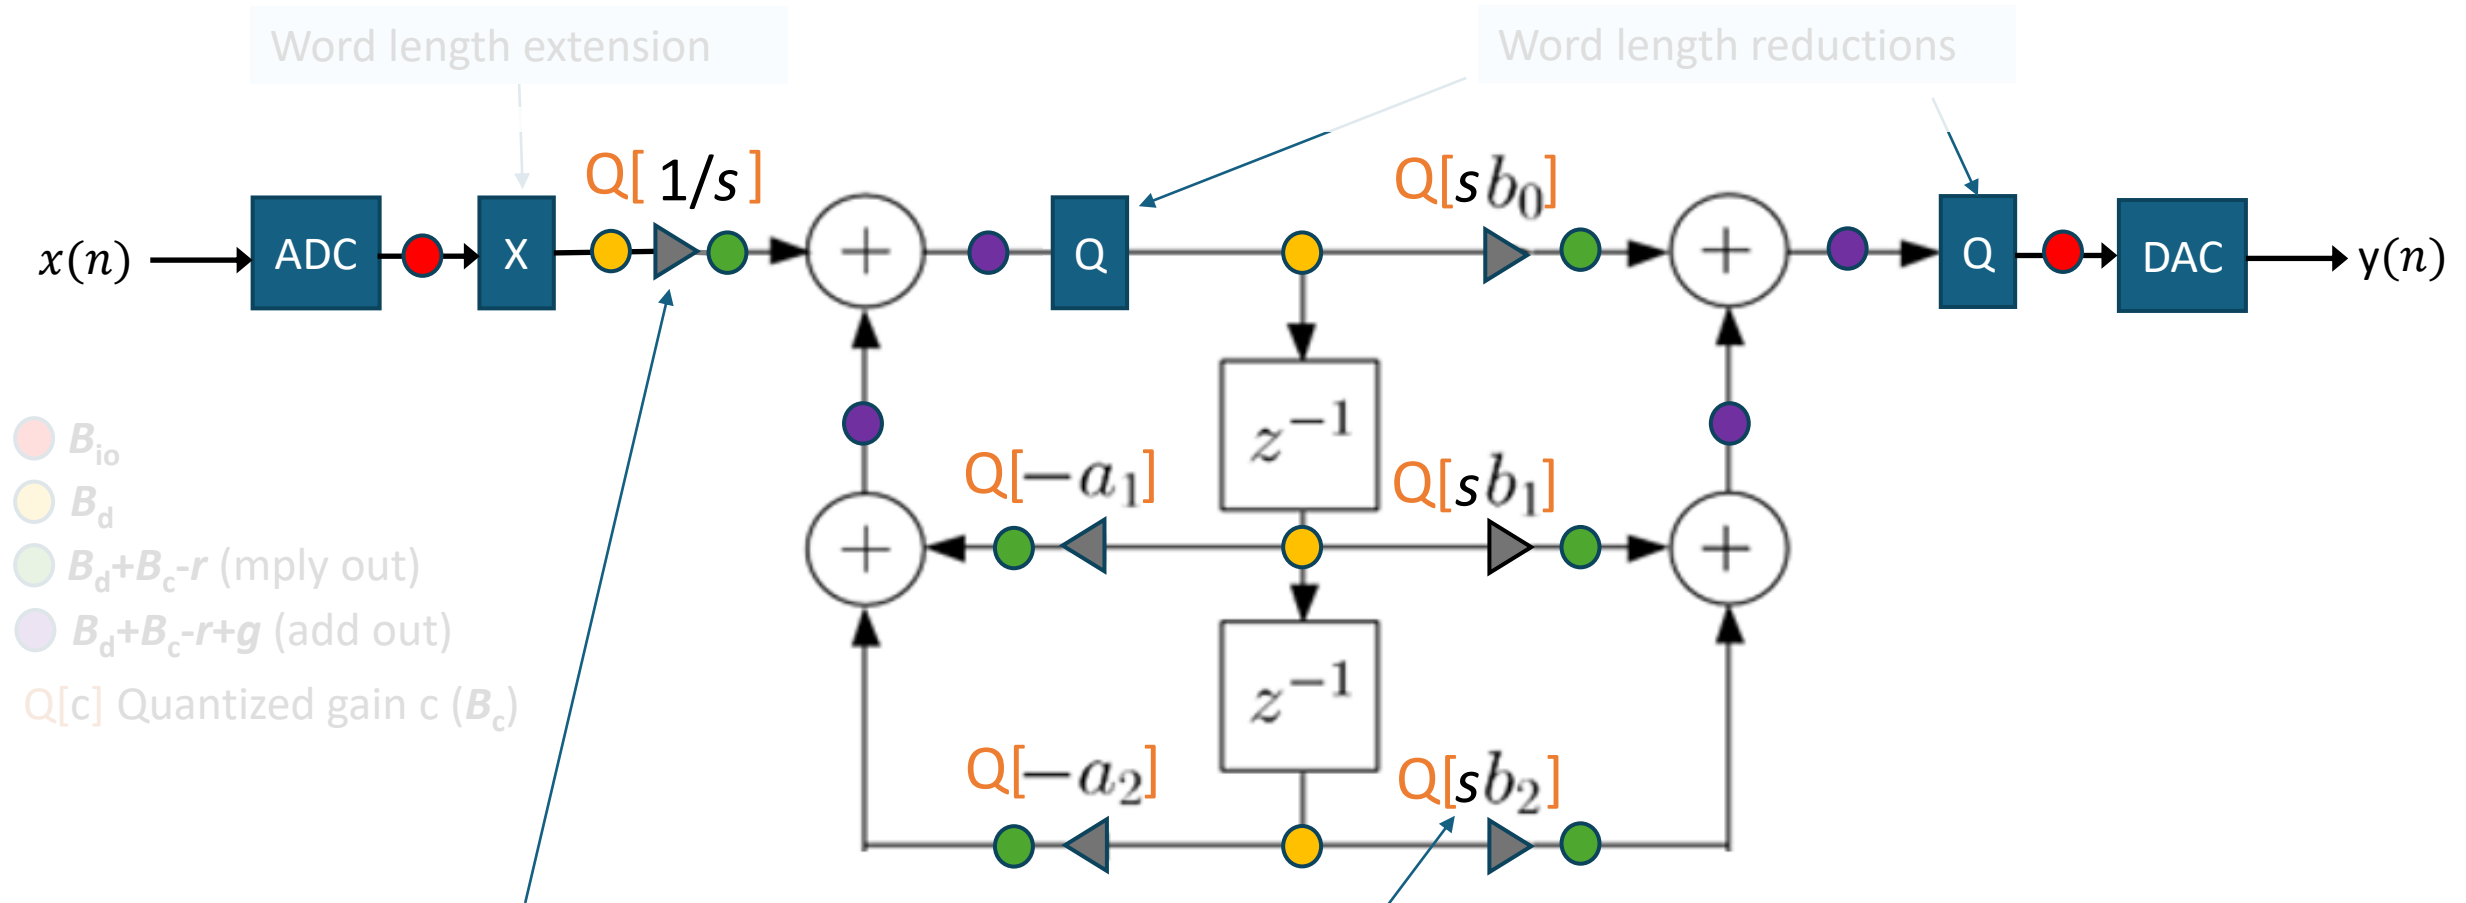 Word length extension
Word length reductions
Q[ 1/s ]
Q[s b₀]
x(n)
ADC
X
+
Q
+
Q
DAC
y(n)
z⁻¹
B_io
B_d
Q[−a₁]
Q[s b₁]
+
+
B_d+B_c-r (mply out)
B_d+B_c-r+g (add out)
z⁻¹
Q[c] Quantized gain c (B_c)
Q[−a₂]
Q[s b₂]